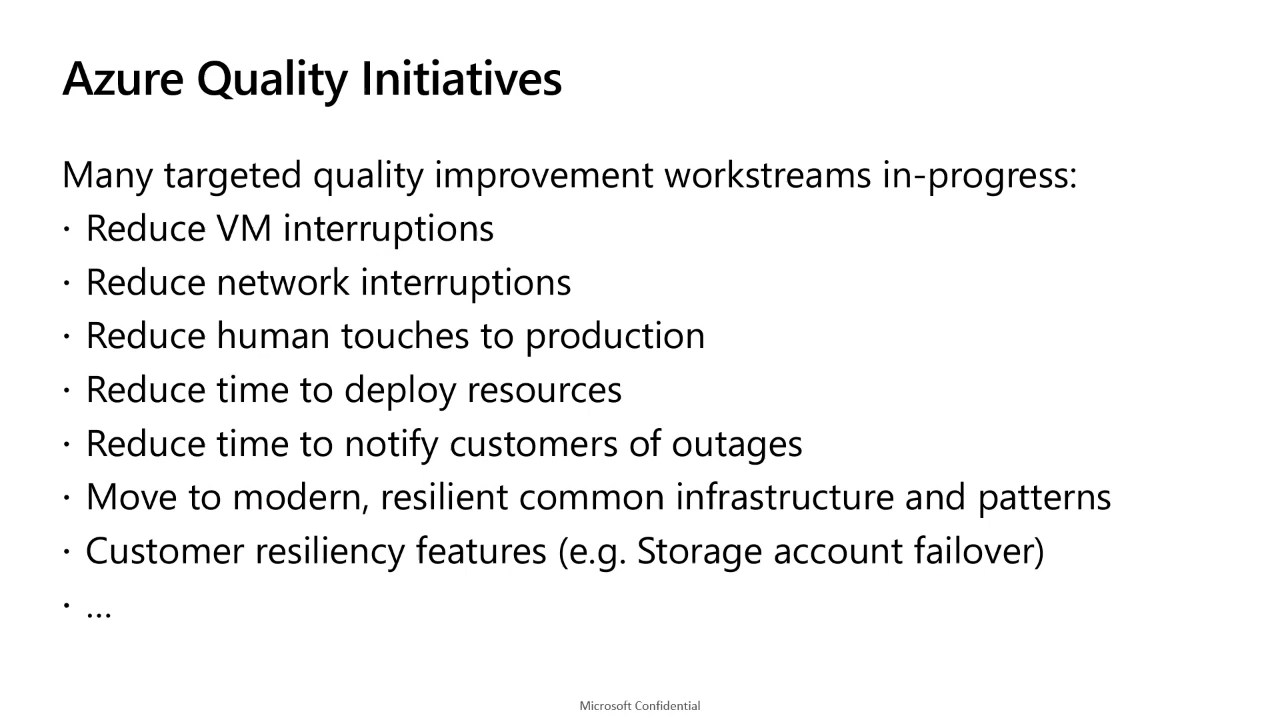 Azure Quality Initiatives
Many targeted quality improvement workstreams in-progress:
· Reduce VM interruptions
· Reduce network interruptions
· Reduce human touches to production
· Reduce time to deploy resources
· Reduce time to notify customers of outages
· Move to modern, resilient common infrastructure and patterns
· Customer resiliency features (e.g. Storage account failover)
· ...
Microsoft Confidential